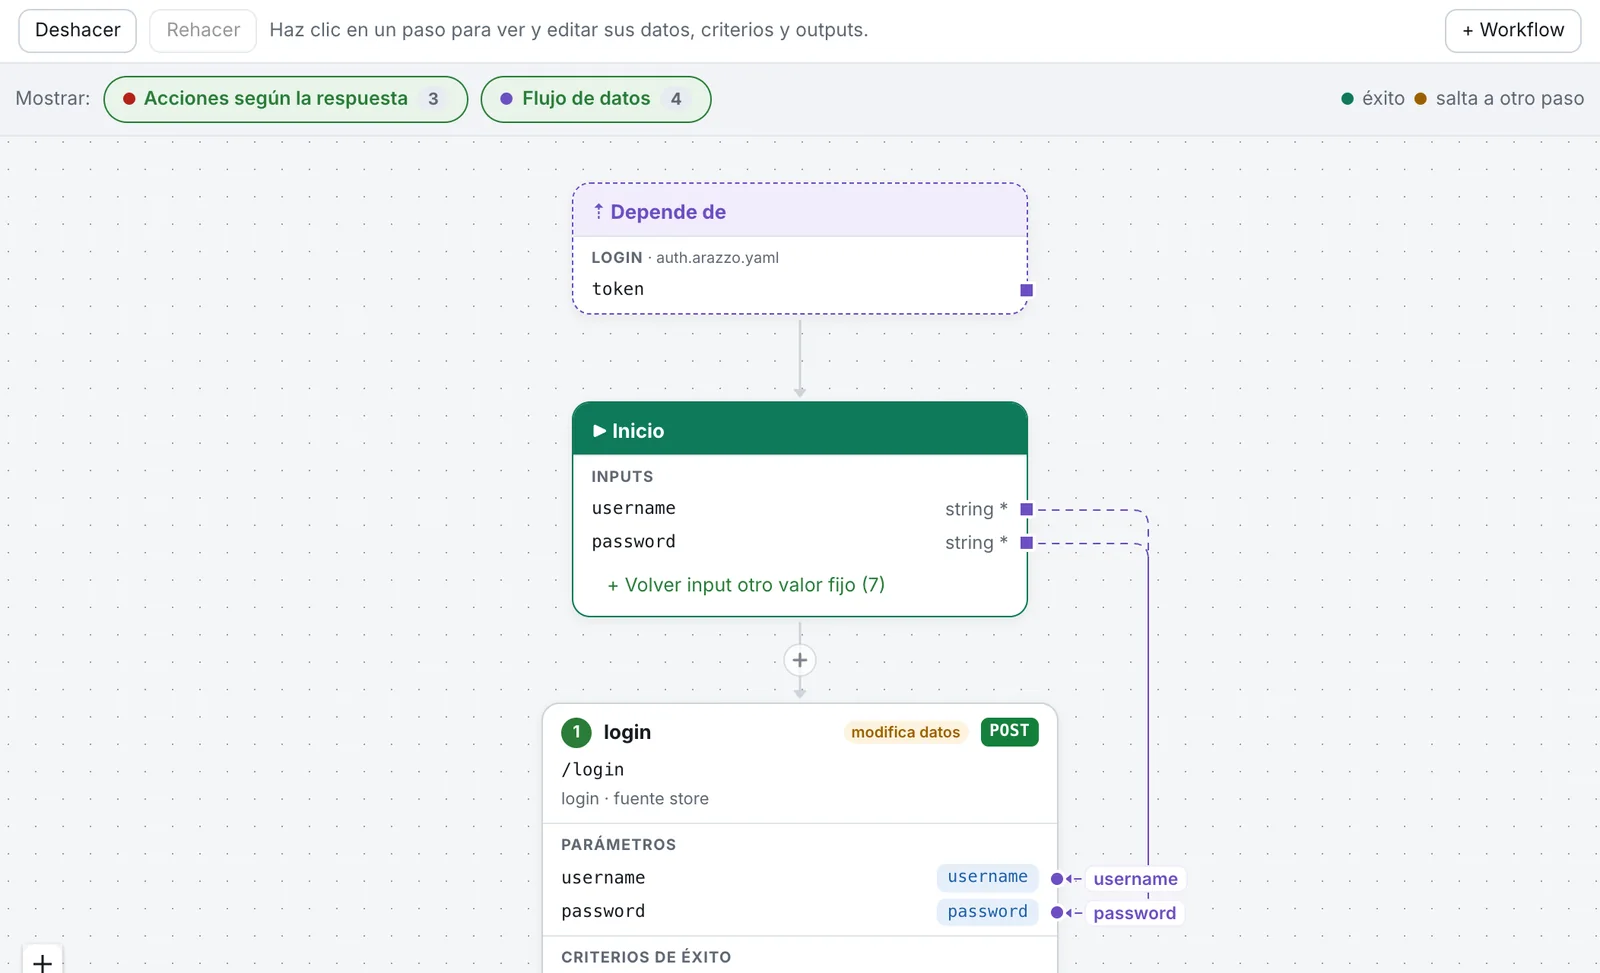 Deshacer
Rehacer
Haz clic en un paso para ver y editar sus datos, criterios y outputs.
+ Workflow
Mostrar:
Acciones según la respuesta 3
Flujo de datos 4
éxito
salta a otro paso
⇡ Depende de
LOGIN · auth.arazzo.yaml
token
▶ Inicio
INPUTS
username string *
password string *
+ Volver input otro valor fijo (7)
+
1 login modifica datos POST
/login
login · fuente store
PARÁMETROS
username username username
password password password
CRITERIOS DE ÉXITO
+